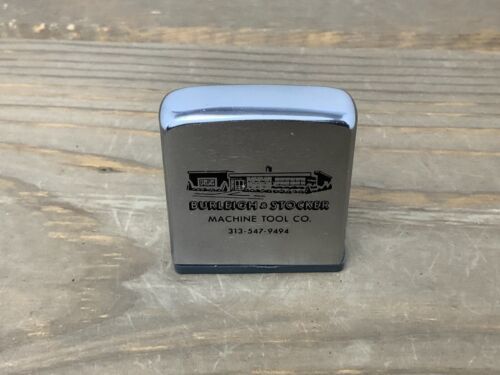 BURLEIGH & STOCKER
MACHINE TOOL CO.
313-547-9494